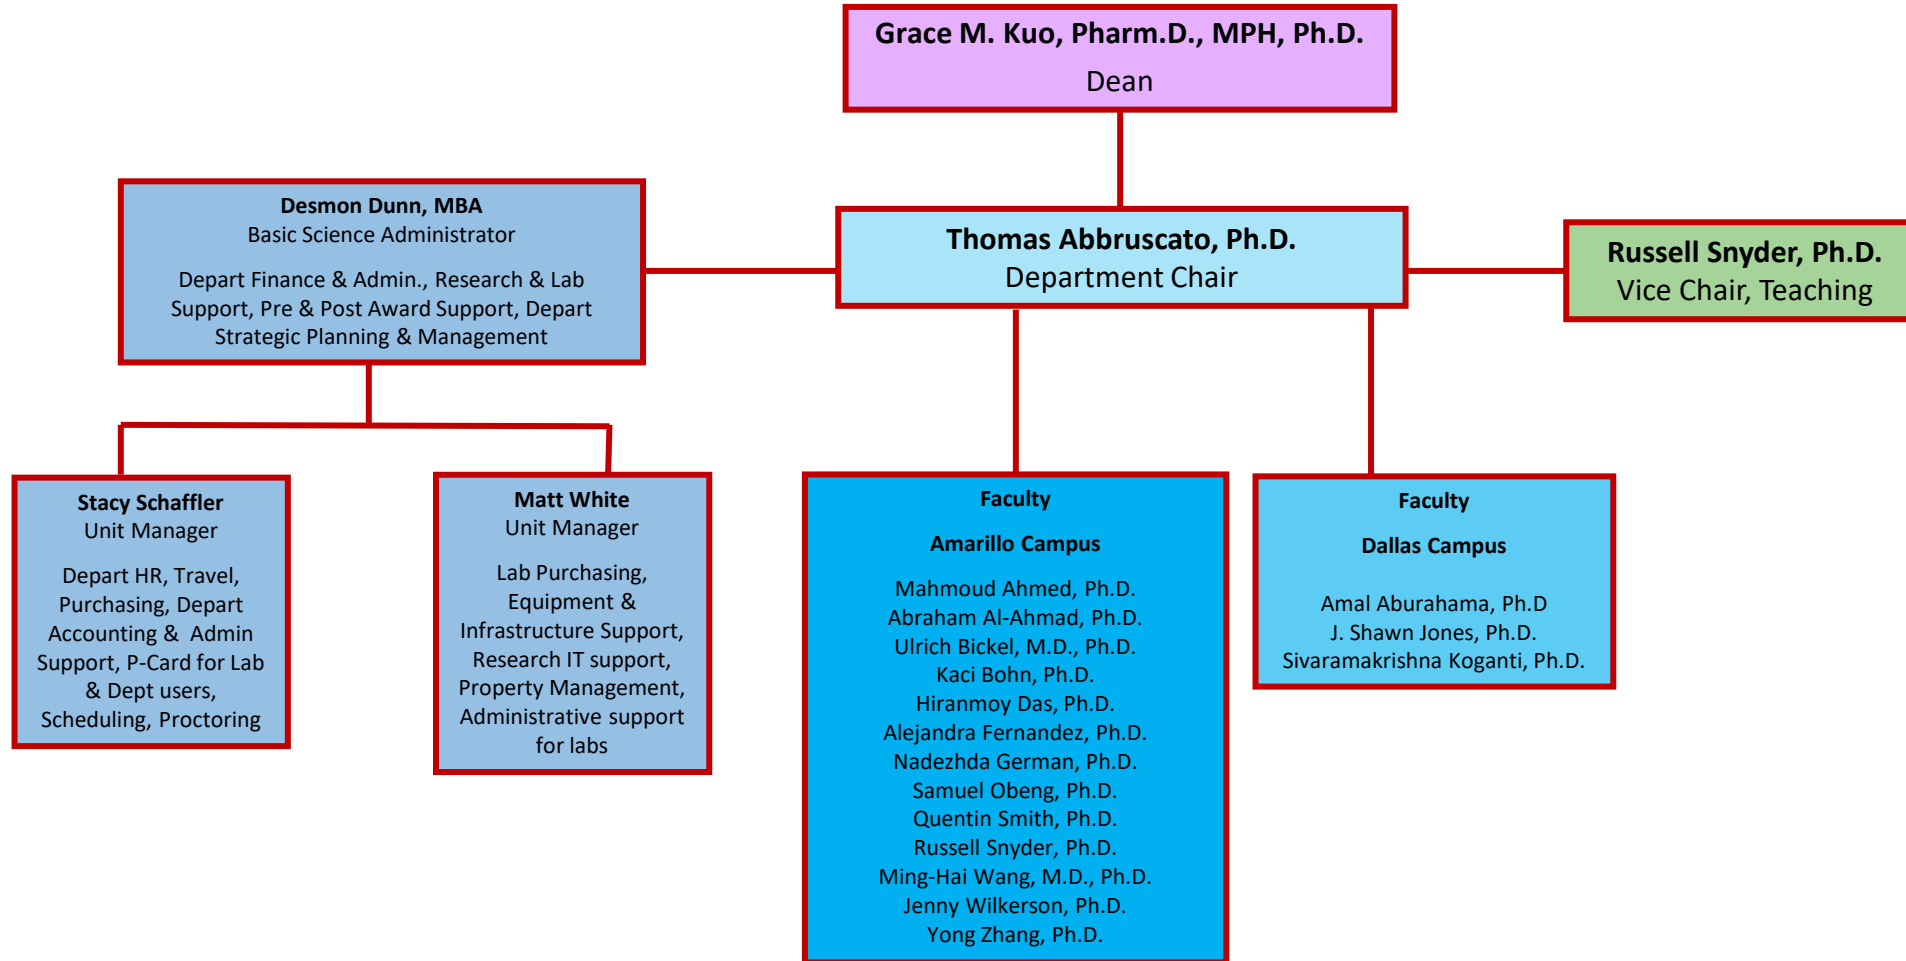 Grace M. Kuo, Pharm.D., MPH, Ph.D.
Dean
Desmon Dunn, MBA
Basic Science Administrator
Depart Finance & Admin., Research & Lab
Support, Pre & Post Award Support, Depart
Strategic Planning & Management
Thomas Abbruscato, Ph.D.
Department Chair
Russell Snyder, Ph.D.
Vice Chair, Teaching
Stacy Schaffler
Unit Manager
Depart HR, Travel,
Purchasing, Depart
Accounting &  Admin
Support, P-Card for Lab
& Dept users,
Scheduling, Proctoring
Matt White
Unit Manager
Lab Purchasing,
Equipment &
Infrastructure Support,
Research IT support,
Property Management,
Administrative support
for labs
Faculty
Amarillo Campus
Mahmoud Ahmed, Ph.D.
Abraham Al-Ahmad, Ph.D.
Ulrich Bickel, M.D., Ph.D.
Kaci Bohn, Ph.D.
Hiranmoy Das, Ph.D.
Alejandra Fernandez, Ph.D.
Nadezhda German, Ph.D.
Samuel Obeng, Ph.D.
Quentin Smith, Ph.D.
Russell Snyder, Ph.D.
Ming-Hai Wang, M.D., Ph.D.
Jenny Wilkerson, Ph.D.
Yong Zhang, Ph.D.
Faculty
Dallas Campus
Amal Aburahama, Ph.D
J. Shawn Jones, Ph.D.
Sivaramakrishna Koganti, Ph.D.